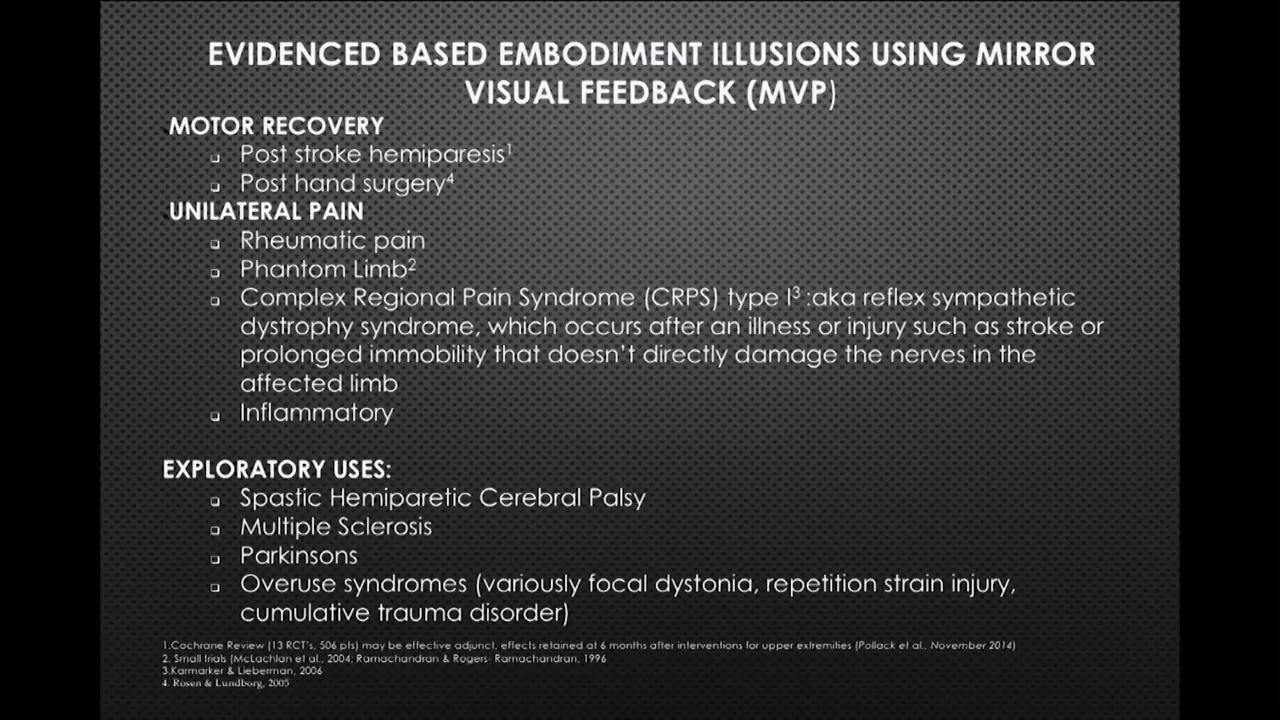 EVIDENCED BASED EMBODIMENT ILLUSIONS USING MIRROR
VISUAL FEEDBACK (MVP)
MOTOR RECOVERY
Post stroke hemiparesis¹
Post hand surgery⁴
UNILATERAL PAIN
Rheumatic pain
Phantom Limb²
Complex Regional Pain Syndrome (CRPS) type I³ :aka reflex sympathetic
dystrophy syndrome, which occurs after an illness or injury such as stroke or
prolonged immobility that doesn't directly damage the nerves in the
affected limb
Inflammatory
EXPLORATORY USES:
Spastic Hemiparetic Cerebral Palsy
Multiple Sclerosis
Parkinsons
Overuse syndromes (variously focal dystonia, repetition strain injury,
cumulative trauma disorder)
1.Cochrane Review (13 RCT's, 506 pts) may be effective adjunct, effects retained at 6 months after interventions for upper extremities (Pollack et al., November 2014)
2. Small trials (McLachlan et al., 2004; Ramachandran & Rogers- Ramachandran, 1996
3.Karmarker & Lieberman, 2006
4. Rosen & Lundborg, 2005